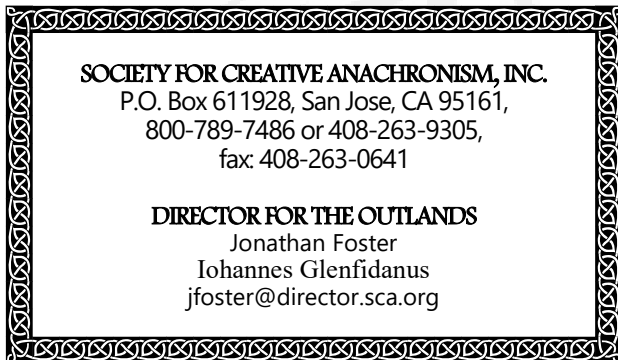 SOCIETY FOR CREATIVE ANACHRONISM, INC.
P.O. Box 611928, San Jose, CA 95161,
800-789-7486 or 408-263-9305,
fax: 408-263-0641
DIRECTOR FOR THE OUTLANDS
Jonathan Foster
Iohannes Glenfidanus
jfoster@director.sca.org